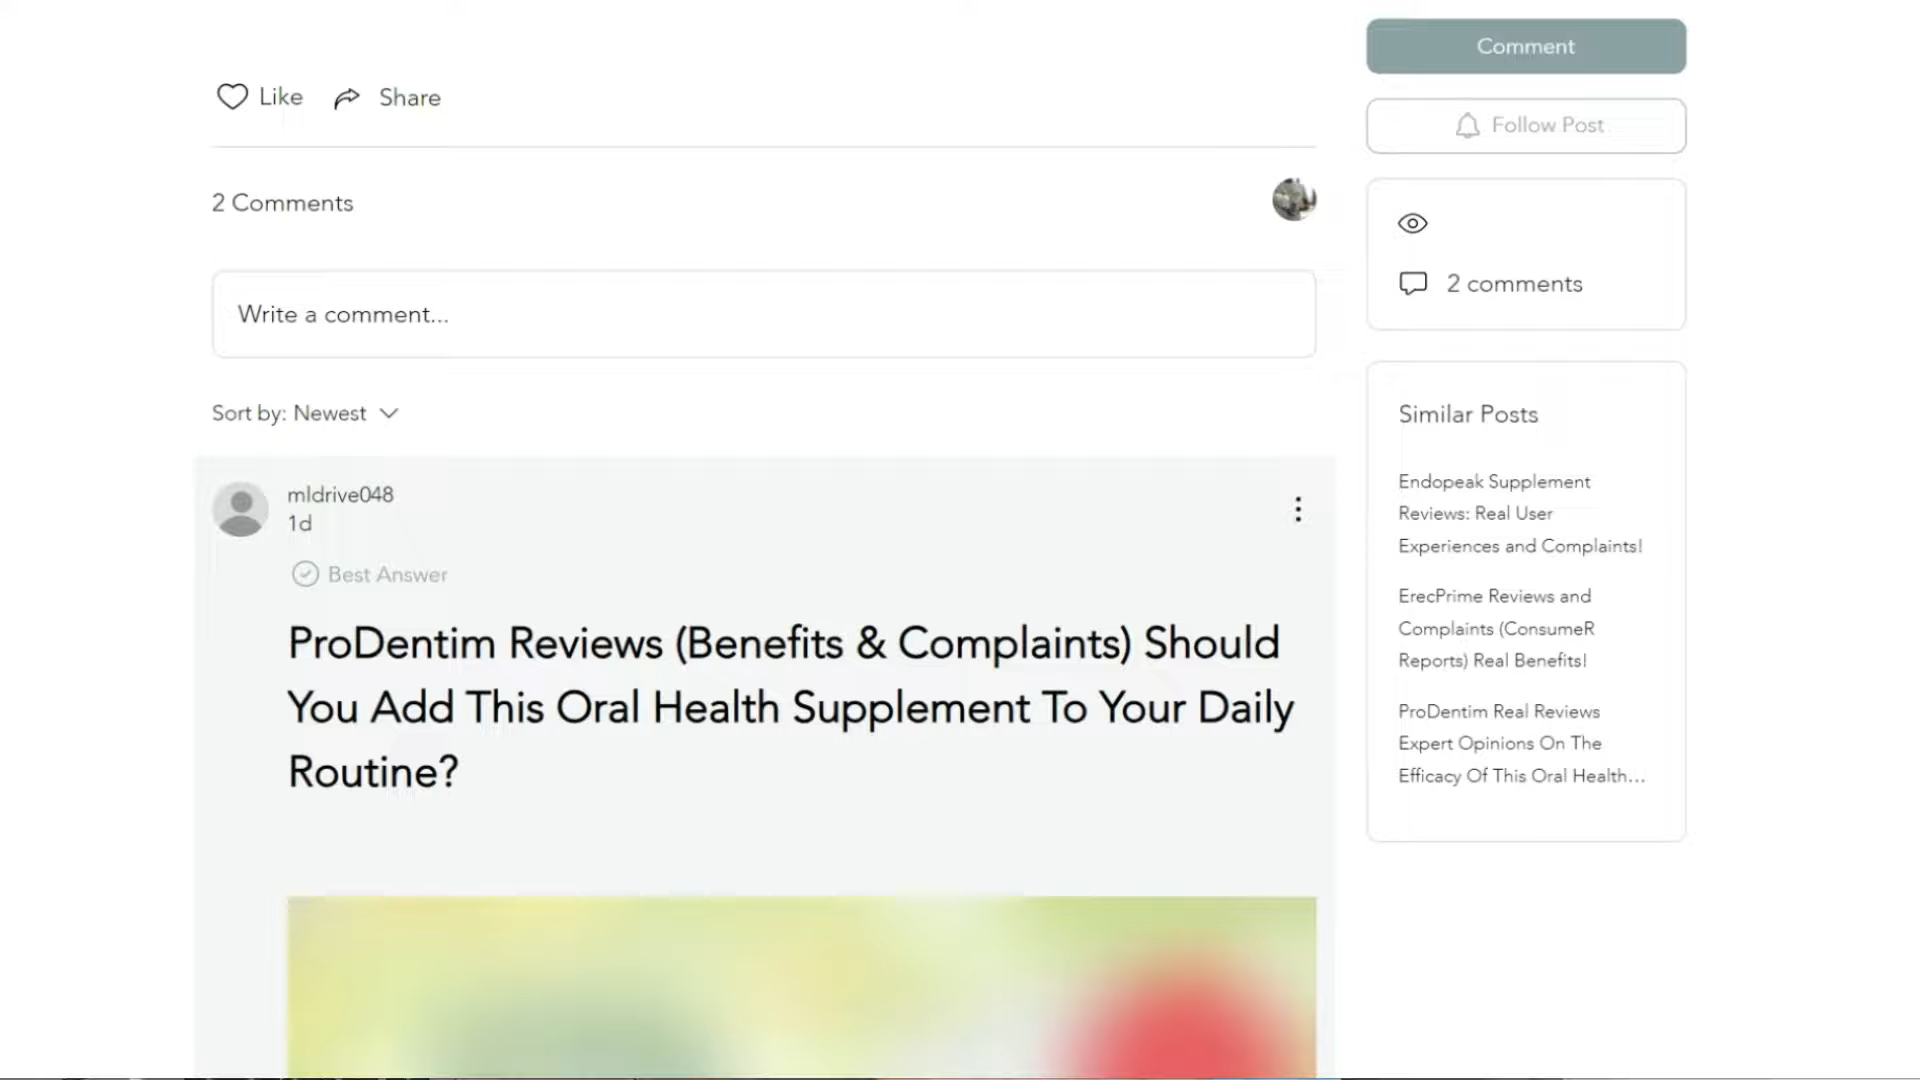 Like
Share
2 Comments
Write a comment...
Sort by: Newest
mldrive048
1d
Best Answer
ProDentim Reviews (Benefits & Complaints) Should
You Add This Oral Health Supplement To Your Daily
Routine?
Comment
Follow Post
2 comments
Similar Posts
Endopeak Supplement
Reviews: Real User
Experiences and Complaints!
ErecPrime Reviews and
Complaints (ConsumeR
Reports) Real Benefits!
ProDentim Real Reviews
Expert Opinions On The
Efficacy Of This Oral Health...